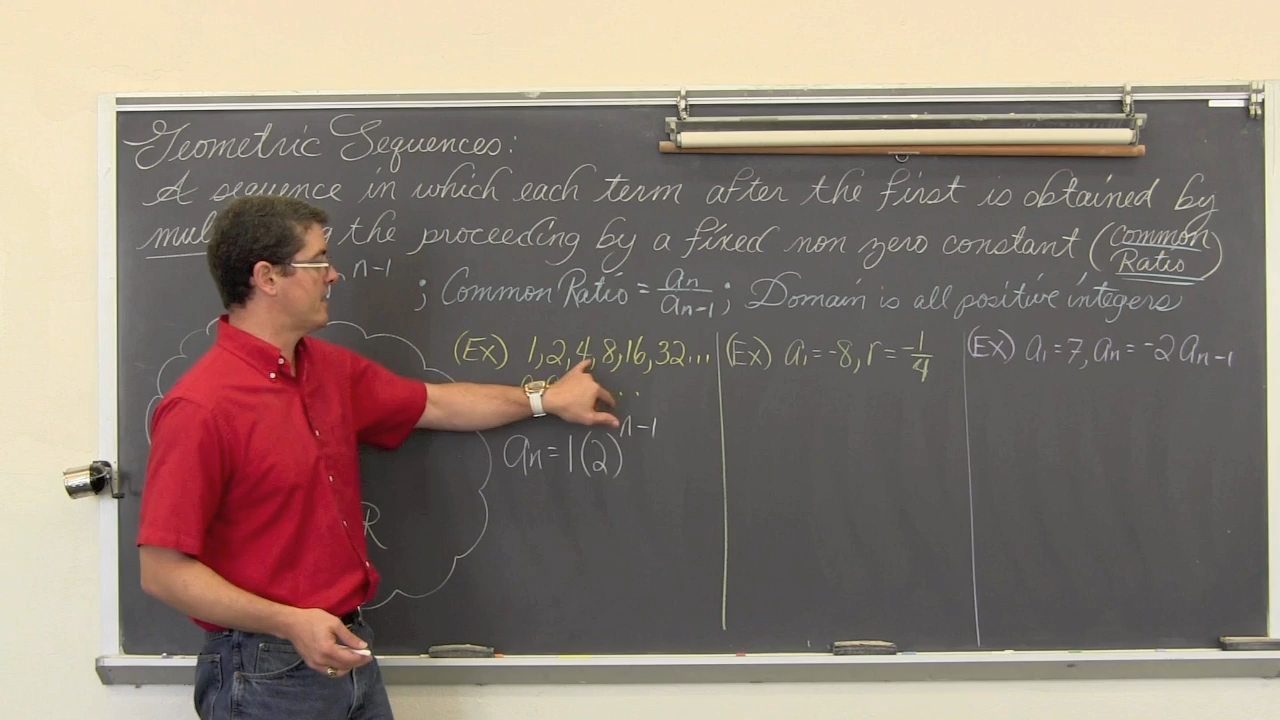 Geometric Sequences:
A sequence in which each term after the first is obtained by
the proceeding by a fixed non zero constant (Common Ratio)
n-1 ; Common Ratio = an/an-1 ; Domain is all positive integers
(Ex) 1, 2, 4, 8, 16, 32...
an = 1(2)^n-1
(Ex) a1 = -8, r = -1/4
(Ex) a1 = 7, an = -2 an-1
R